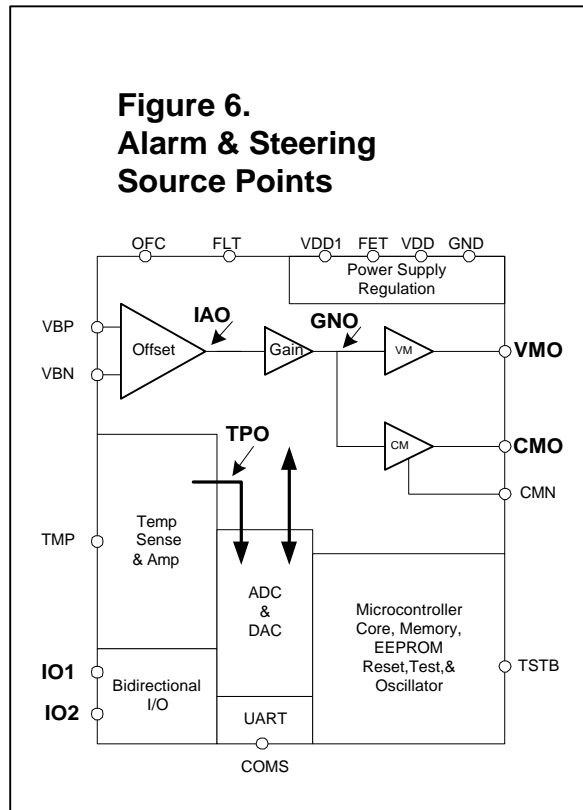 Figure 6.
Alarm & Steering
Source Points
OFC
FLT
VDD1
FET
VDD
GND
Power Supply
Regulation
VBP
VBN
Offset
IAO
Gain
GNO
VM
VMO
CM
CMO
CMN
TPO
TMP
Temp
Sense
& Amp
ADC
&
DAC
Microcontroller
Core, Memory,
EEPROM
Reset,Test,&
Oscillator
TSTB
IO1
IO2
Bidirectional
I/O
UART
COMS